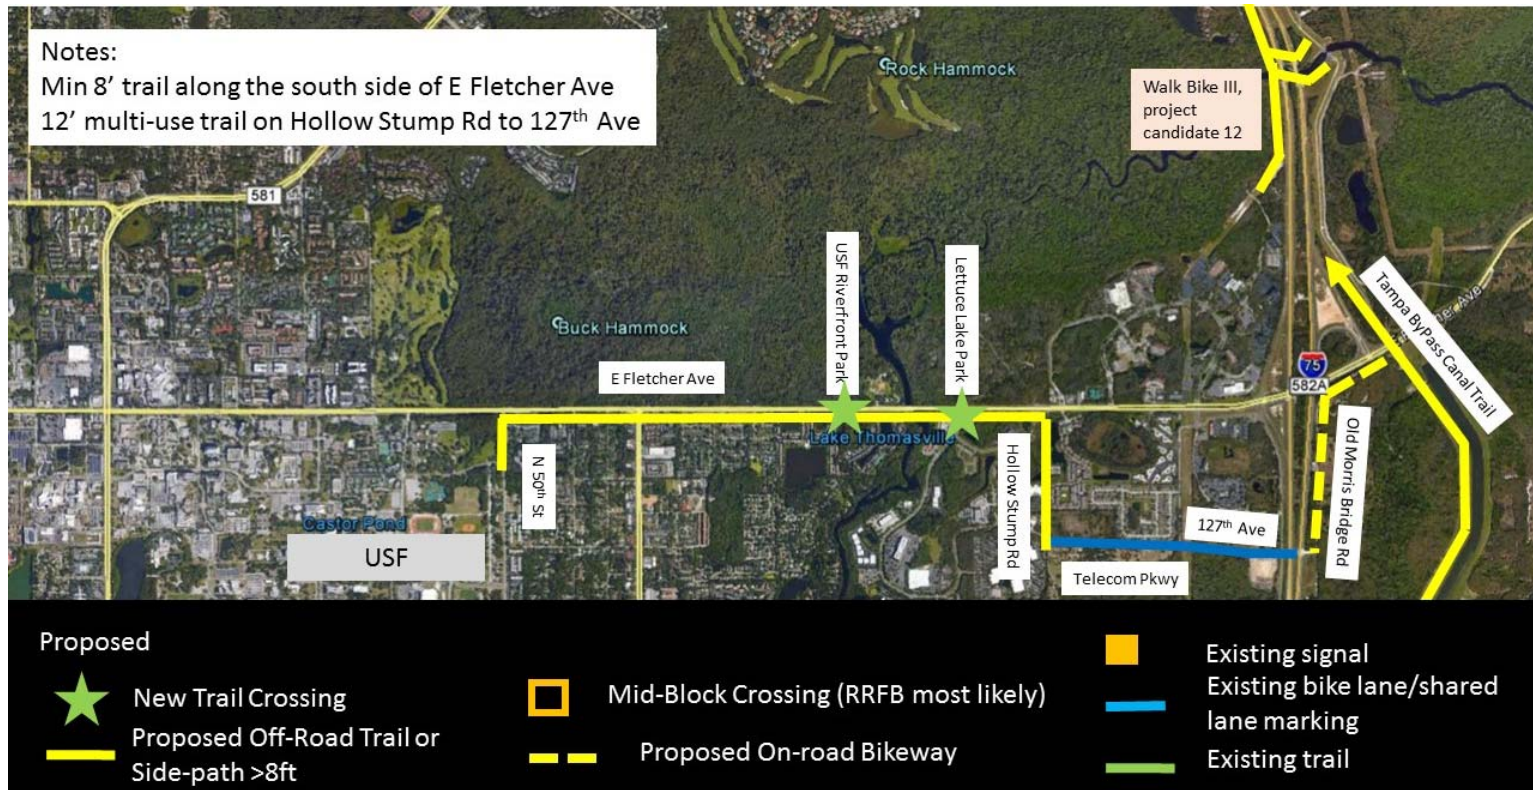 Notes:
Min 8' trail along the south side of E Fletcher Ave
12' multi-use trail on Hollow Stump Rd to 127th Ave
Rock Hammock
Walk Bike III,
project
candidate 12
581
Buck Hammock
E Fletcher Ave
USF Riverfront Park
Lettuce Lake Park
Tampa ByPass Canal Trail
75
582A
Lake Thomasville
N 50th St
Hollow Stump Rd
Old Morris Bridge Rd
Castor Pond
USF
127th Ave
Telecom Pkwy
Proposed
New Trail Crossing
Proposed Off-Road Trail or
Side-path >8ft
Mid-Block Crossing (RRFB most likely)
Proposed On-road Bikeway
Existing signal
Existing bike lane/shared
lane marking
Existing trail